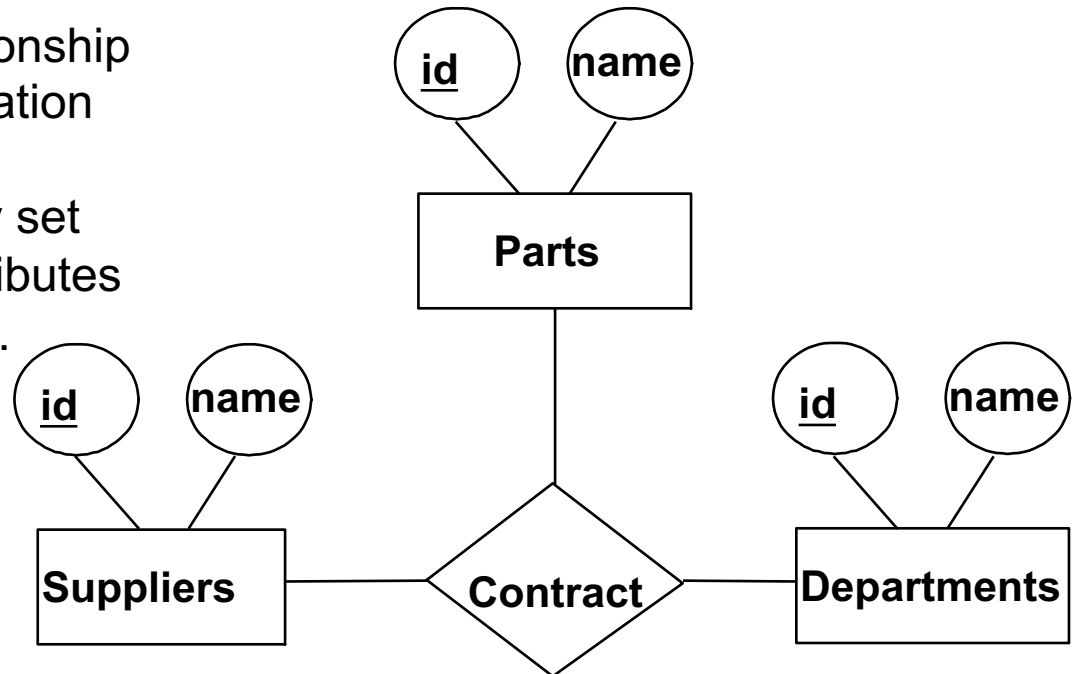 onship
ation
set
ibutes
.
id
name
Parts
id
name
id
name
Suppliers
Contract
Departments